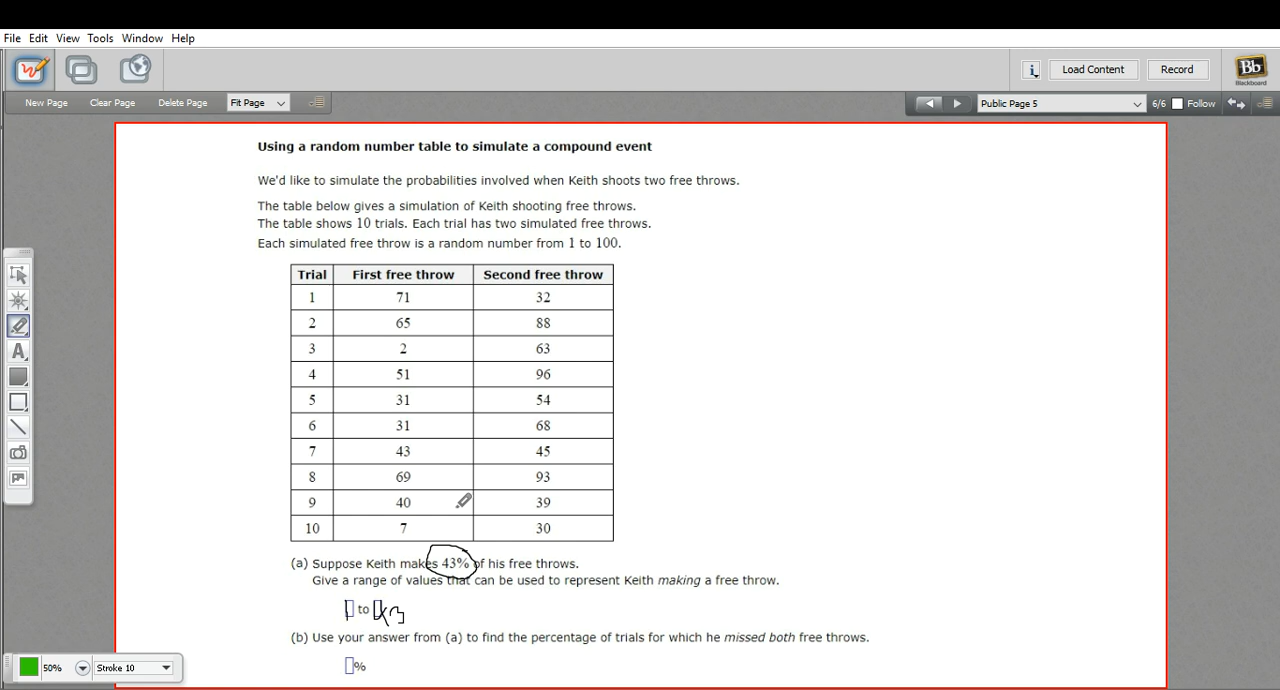 File Edit View Tools Window Help
i Load Content Record Bb
Blackboard
New Page Clear Page Delete Page Fit Page Public Page 5 6/6 Follow
Using a random number table to simulate a compound event
We'd like to simulate the probabilities involved when Keith shoots two free throws.
The table below gives a simulation of Keith shooting free throws.
The table shows 10 trials. Each trial has two simulated free throws.
Each simulated free throw is a random number from 1 to 100.
Trial First free throw Second free throw
1 71 32
2 65 88
3 2 63
4 51 96
5 31 54
6 31 68
7 43 45
8 69 93
9 40 39
10 7 30
(a) Suppose Keith makes 43% of his free throws.
Give a range of values that can be used to represent Keith making a free throw.
1 to 43
(b) Use your answer from (a) to find the percentage of trials for which he missed both free throws.
%
A
50% Stroke 10